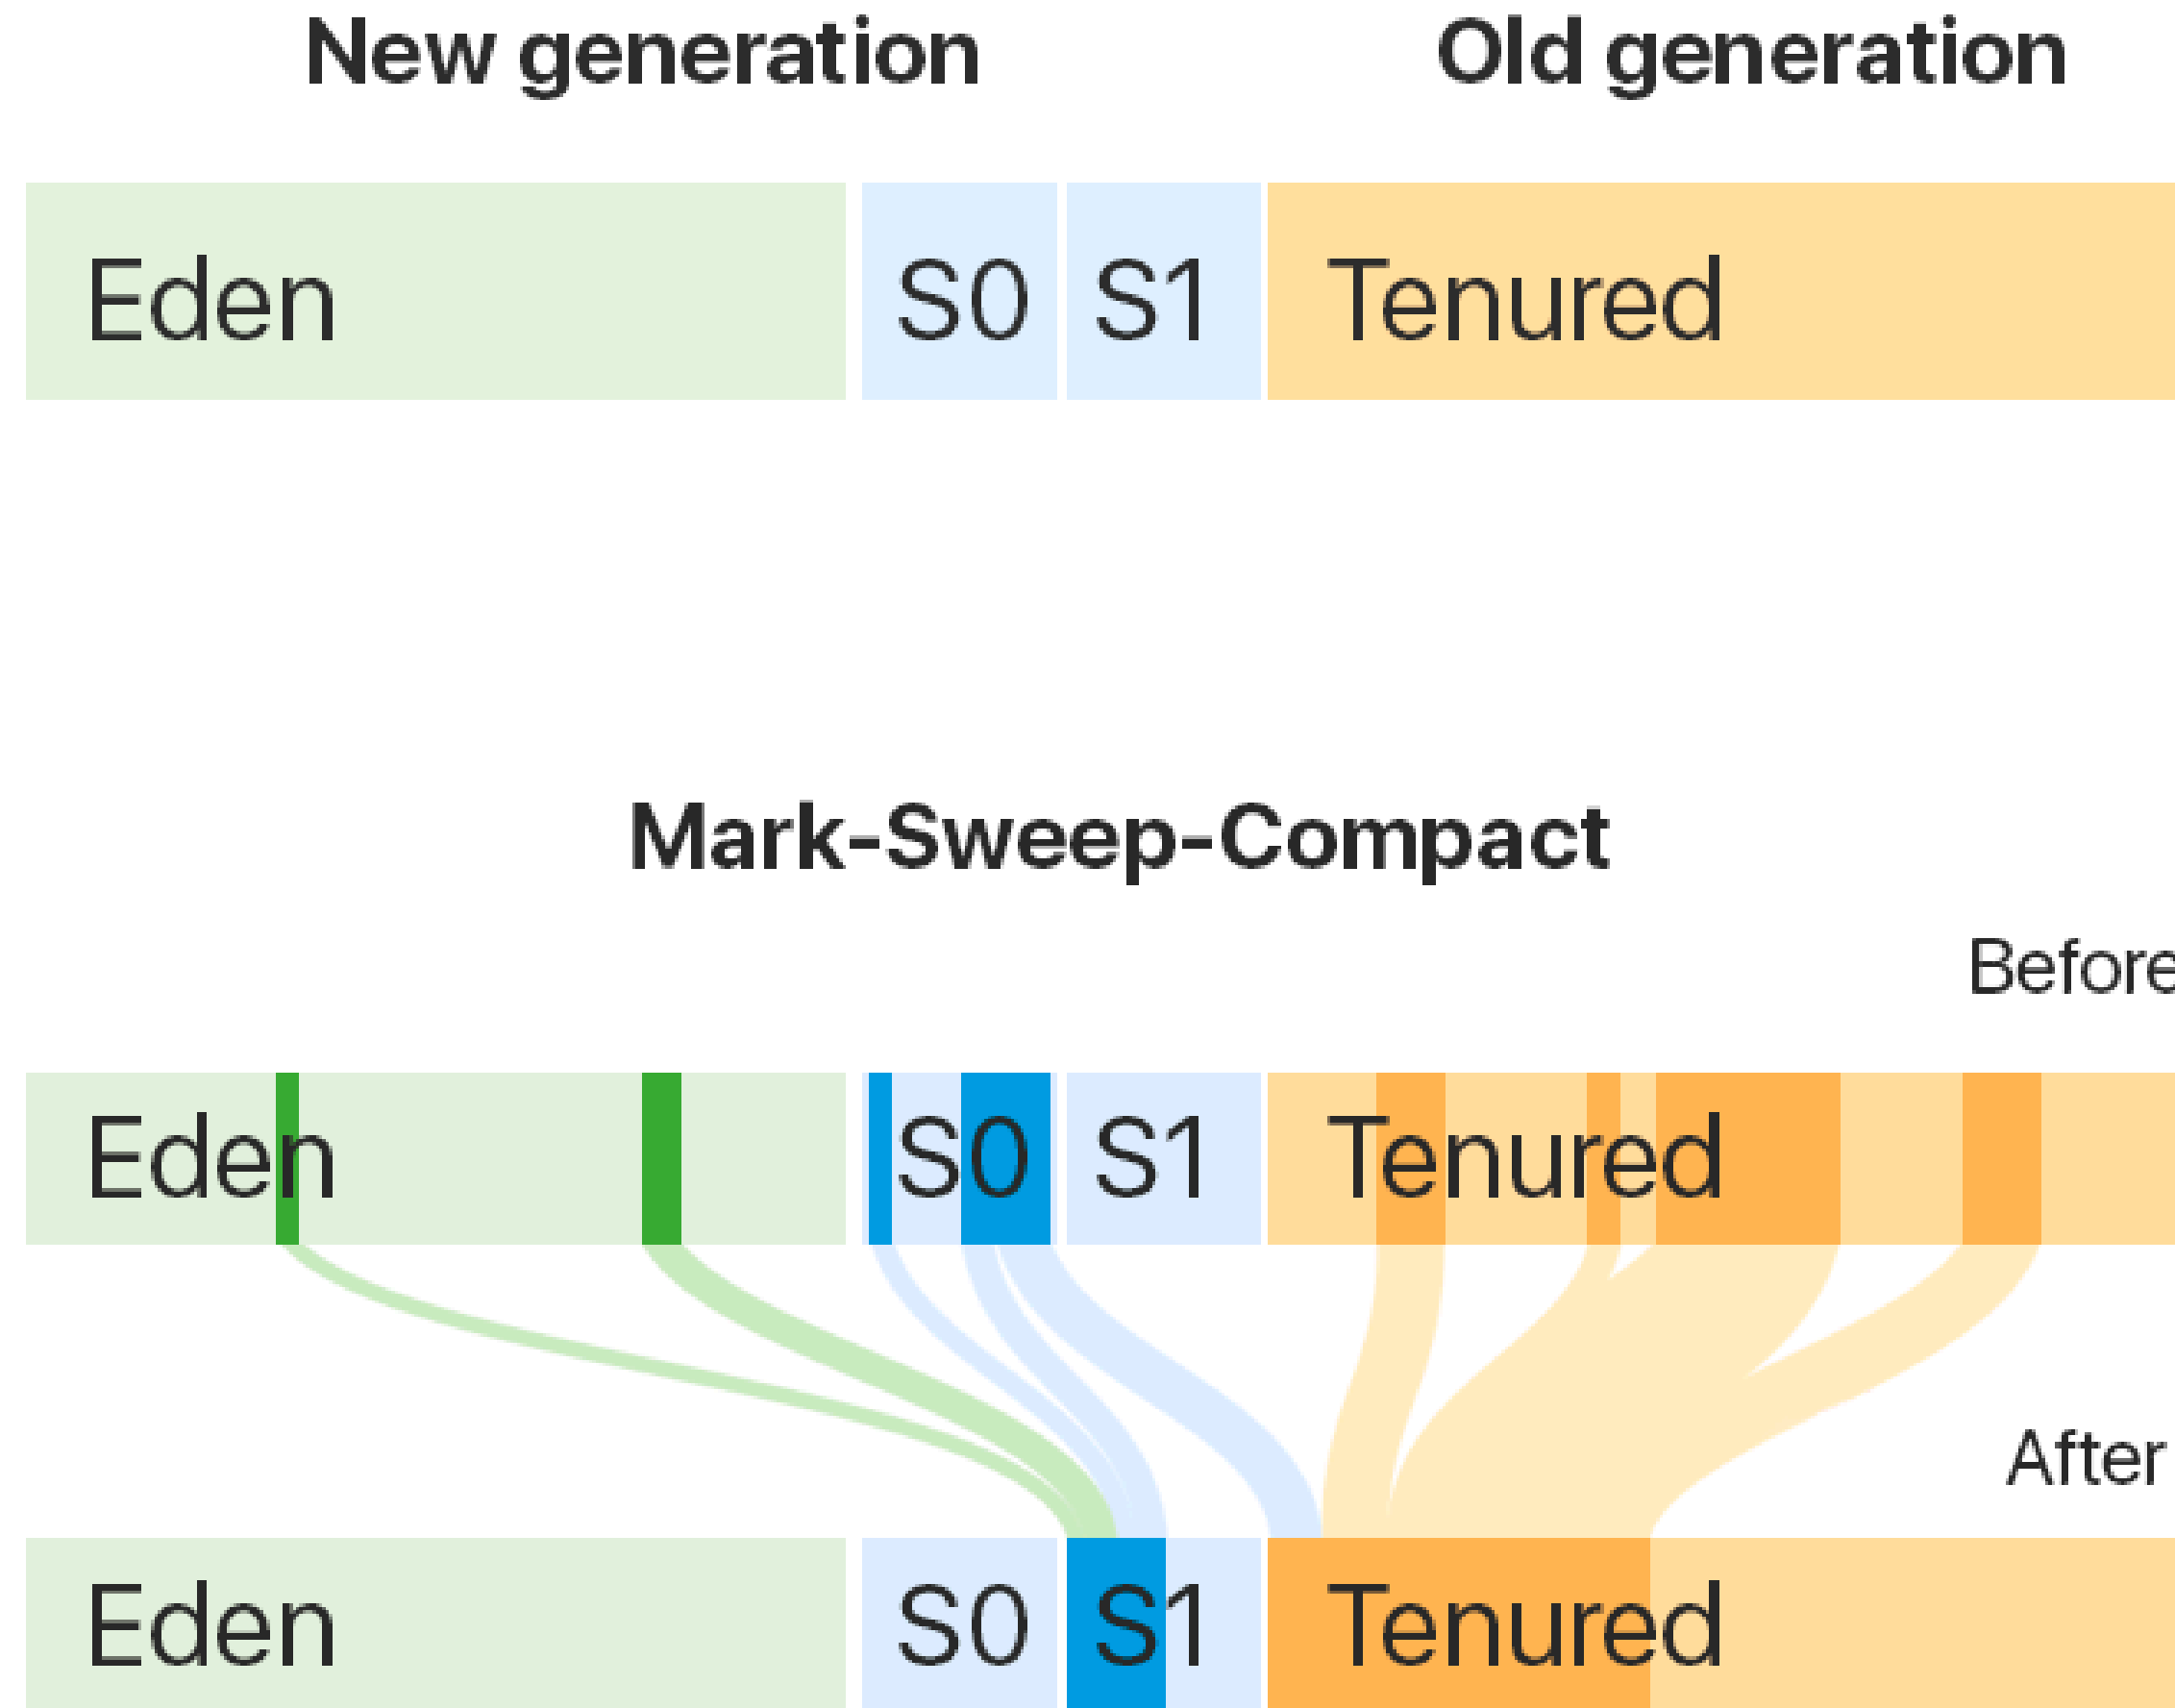 New generation Old generation
Eden S0 S1 Tenured
Mark-Sweep-Compact
Before
Eden S0 S1 Tenured
After
Eden S0 S1 Tenured